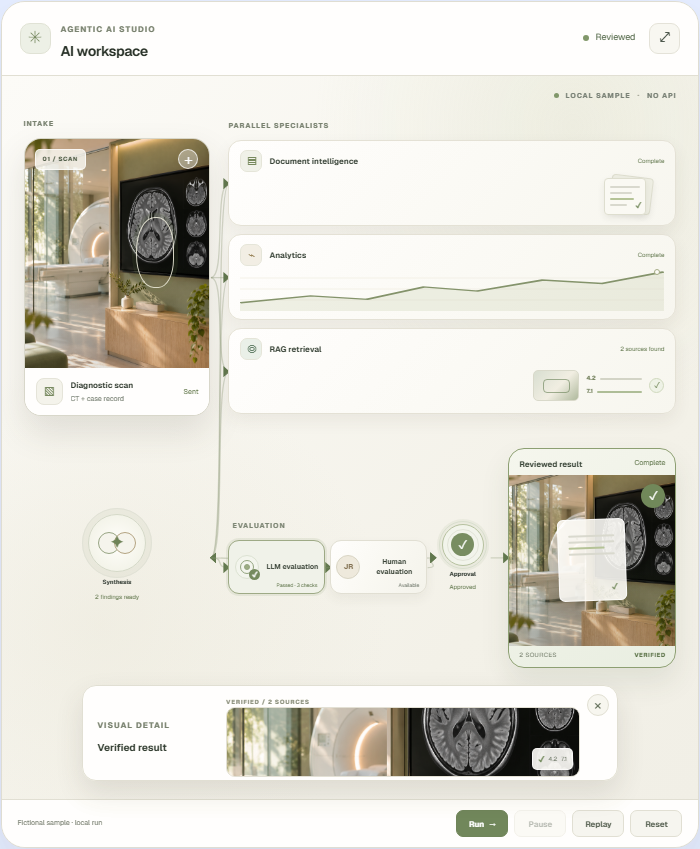 AGENTIC AI STUDIO
AI workspace
Reviewed
LOCAL SAMPLE · NO API
INTAKE
01 / SCAN
Diagnostic scan
CT + case record
Sent
PARALLEL SPECIALISTS
Document intelligence
Complete
Analytics
Complete
RAG retrieval
2 sources found
4.2
7.1
Synthesis
2 findings ready
EVALUATION
LLM evaluation
Passed · 3 checks
JR
Human
evaluation
Available
Approval
Approved
Reviewed result
Complete
2 SOURCES
VERIFIED
VISUAL DETAIL
Verified result
VERIFIED / 2 SOURCES
4.2 7.1
Fictional sample · local run
Run →
Pause
Replay
Reset